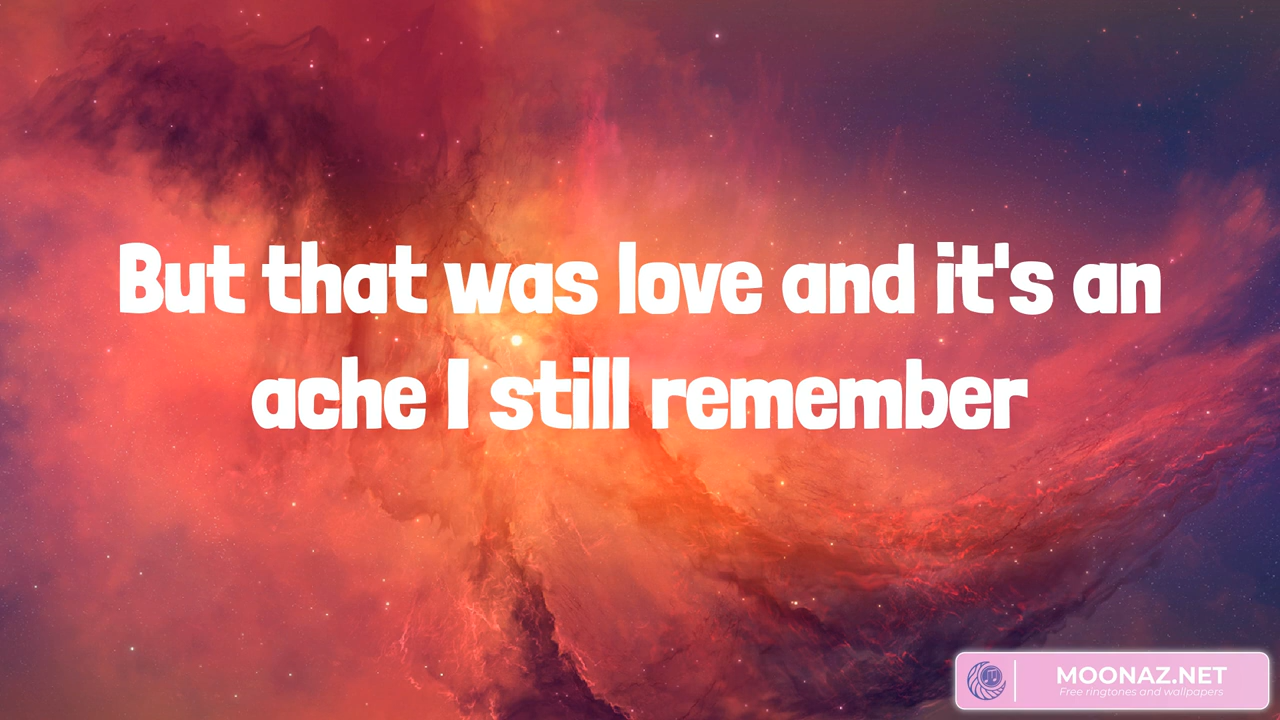 But that was love and it's an
ache I still remember
MOONAZ.NET
Free ringtones and wallpapers